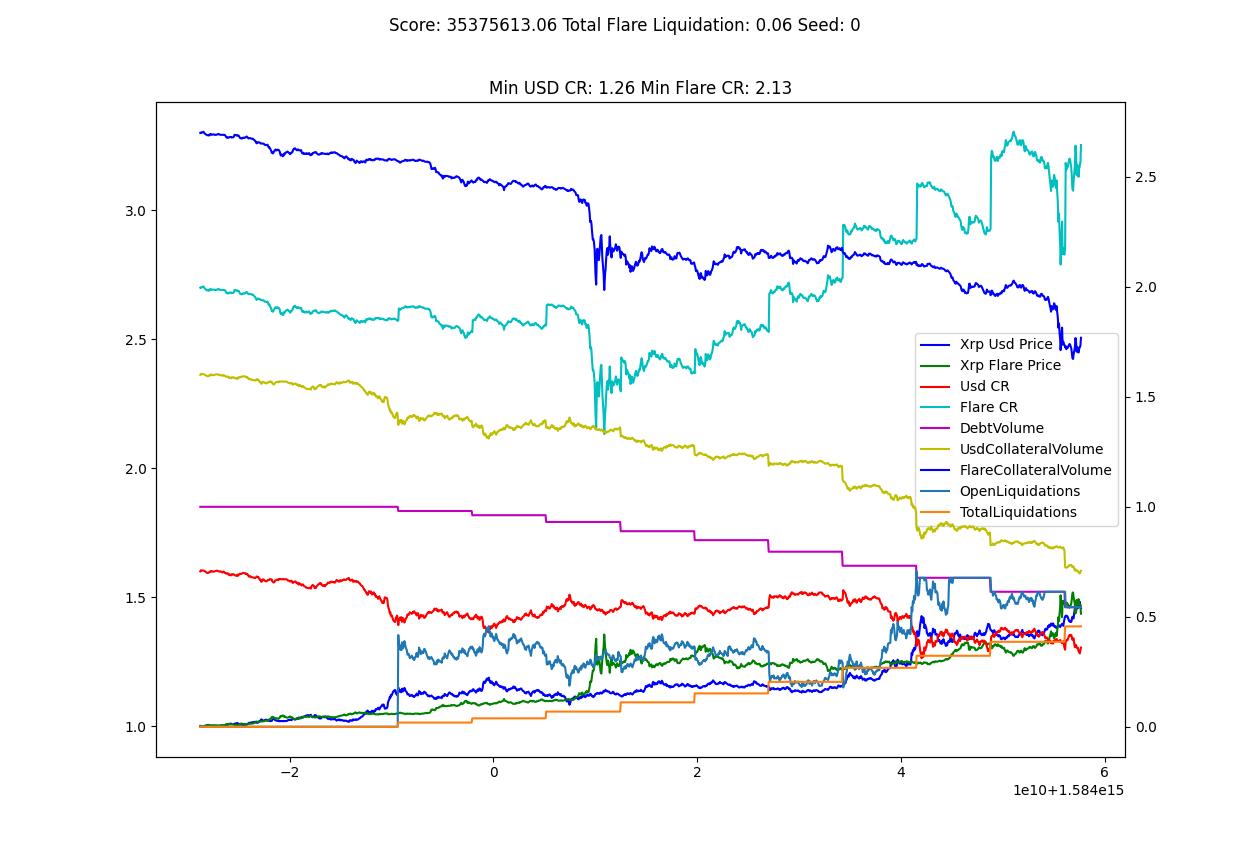 Score: 35375613.06 Total Flare Liquidation: 0.06 Seed: 0
Min USD CR: 1.26 Min Flare CR: 2.13
3.0
2.5
2.0
1.5
1.0
2.5
2.0
1.5
1.0
0.5
0.0
Xrp Usd Price
Xrp Flare Price
Usd CR
Flare CR
DebtVolume
UsdCollateralVolume
FlareCollateralVolume
OpenLiquidations
TotalLiquidations
−2 0 2 4 6
1e10+1.584e15